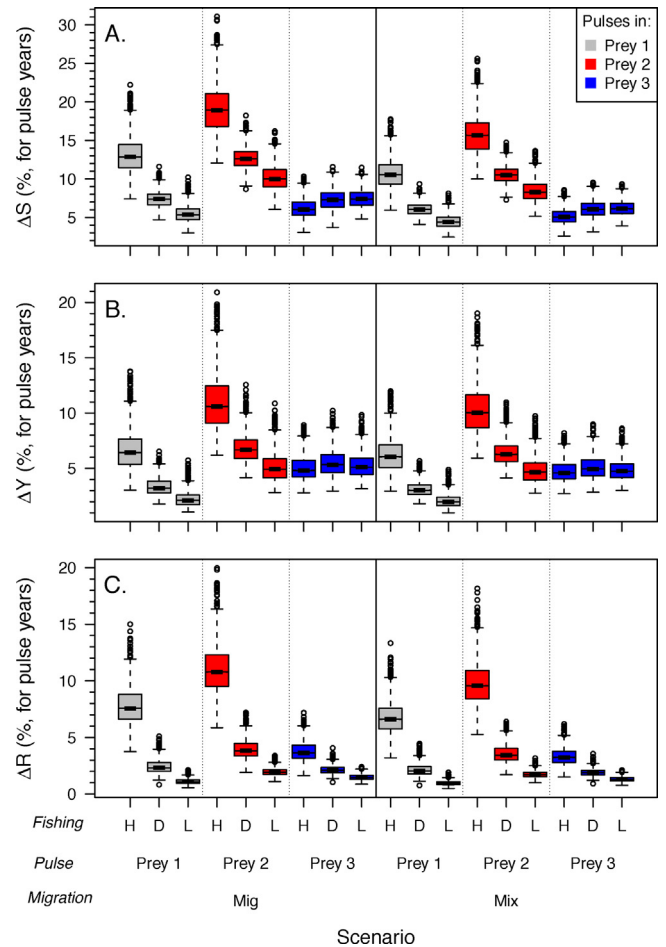 A.
Pulses in:
Prey 1
Prey 2
Prey 3
ΔS (%, for pulse years)
30
25
20
15
10
5
B.
ΔY (%, for pulse years)
20
15
10
5
C.
ΔR (%, for pulse years)
20
15
10
5
0
Fishing H D L H D L H D L H D L H D L H D L
Pulse Prey 1 Prey 2 Prey 3 Prey 1 Prey 2 Prey 3
Migration Mig Mix
Scenario